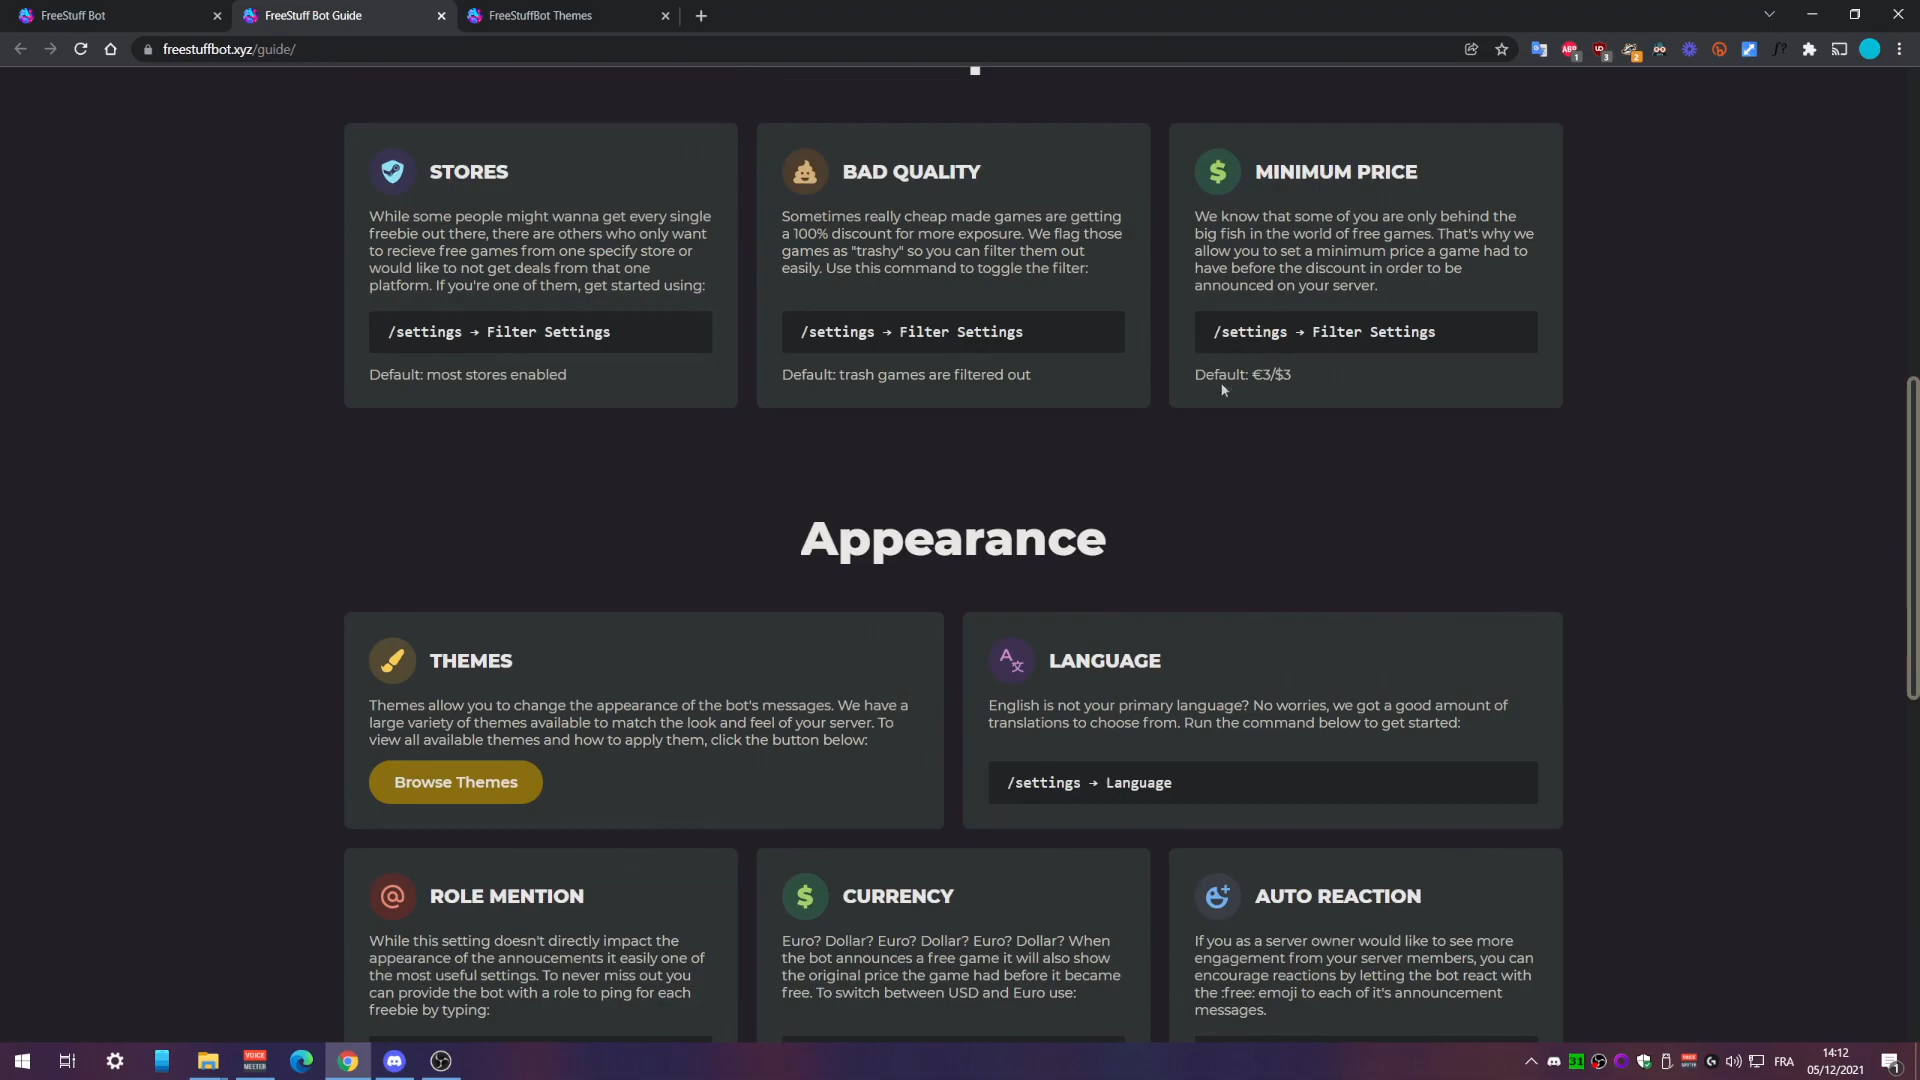 FreeStuff Bot
FreeStuff Bot Guide
FreeStuffBot Themes
freestuffbot.xyz/guide/
1
3
2
f?
STORES
While some people might wanna get every single
freebie out there, there are others who only want
to recieve free games from one specify store or
would like to not get deals from that one
platform. If you're one of them, get started using:
/settings → Filter Settings
Default: most stores enabled
BAD QUALITY
Sometimes really cheap made games are getting
a 100% discount for more exposure. We flag those
games as "trashy" so you can filter them out
easily. Use this command to toggle the filter:
/settings → Filter Settings
Default: trash games are filtered out
MINIMUM PRICE
We know that some of you are only behind the
big fish in the world of free games. That's why we
allow you to set a minimum price a game had to
have before the discount in order to be
announced on your server.
/settings → Filter Settings
Default: €3/$3
Appearance
THEMES
Themes allow you to change the appearance of the bot's messages. We have a
large variety of themes available to match the look and feel of your server. To
view all available themes and how to apply them, click the button below:
Browse Themes
LANGUAGE
English is not your primary language? No worries, we got a good amount of
translations to choose from. Run the command below to get started:
/settings → Language
ROLE MENTION
While this setting doesn't directly impact the
appearance of the annoucements it easily one of
the most useful settings. To never miss out you
can provide the bot with a role to ping for each
freebie by typing:
CURRENCY
Euro? Dollar? Euro? Dollar? Euro? Dollar? When
the bot announces a free game it will also show
the original price the game had before it became
free. To switch between USD and Euro use:
AUTO REACTION
If you as a server owner would like to see more
engagement from your server members, you can
encourage reactions by letting the bot react with
the :free: emoji to each of it's announcement
messages.
VOICE
MEETER
31
FRA
14:12
05/12/2021
1